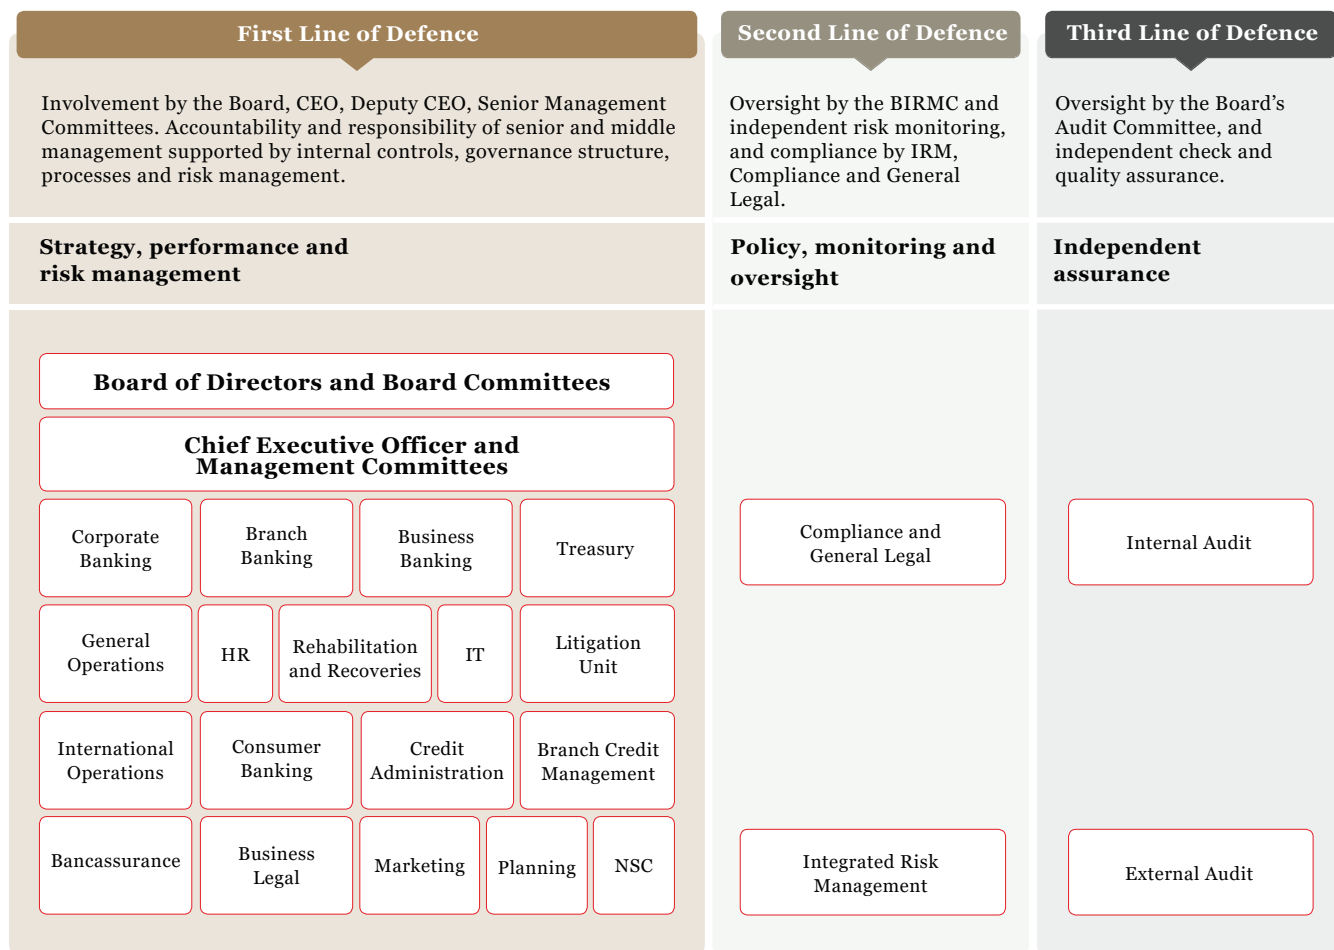 First Line of Defence
Involvement by the Board, CEO, Deputy CEO, Senior Management
Committees. Accountability and responsibility of senior and middle
management supported by internal controls, governance structure,
processes and risk management.
Strategy, performance and
risk management
Board of Directors and Board Committees
Chief Executive Officer and
Management Committees
Corporate
Banking
Branch
Banking
Business
Banking
Treasury
General
Operations
HR
Rehabilitation
and Recoveries
IT
Litigation
Unit
International
Operations
Consumer
Banking
Credit
Administration
Branch Credit
Management
Bancassurance
Business
Legal
Marketing
Planning
NSC
Second Line of Defence
Oversight by the BIRMC and
independent risk monitoring,
and compliance by IRM,
Compliance and General
Legal.
Policy, monitoring and
oversight
Compliance and
General Legal
Integrated Risk
Management
Third Line of Defence
Oversight by the Board’s
Audit Committee, and
independent check and
quality assurance.
Independent
assurance
Internal Audit
External Audit